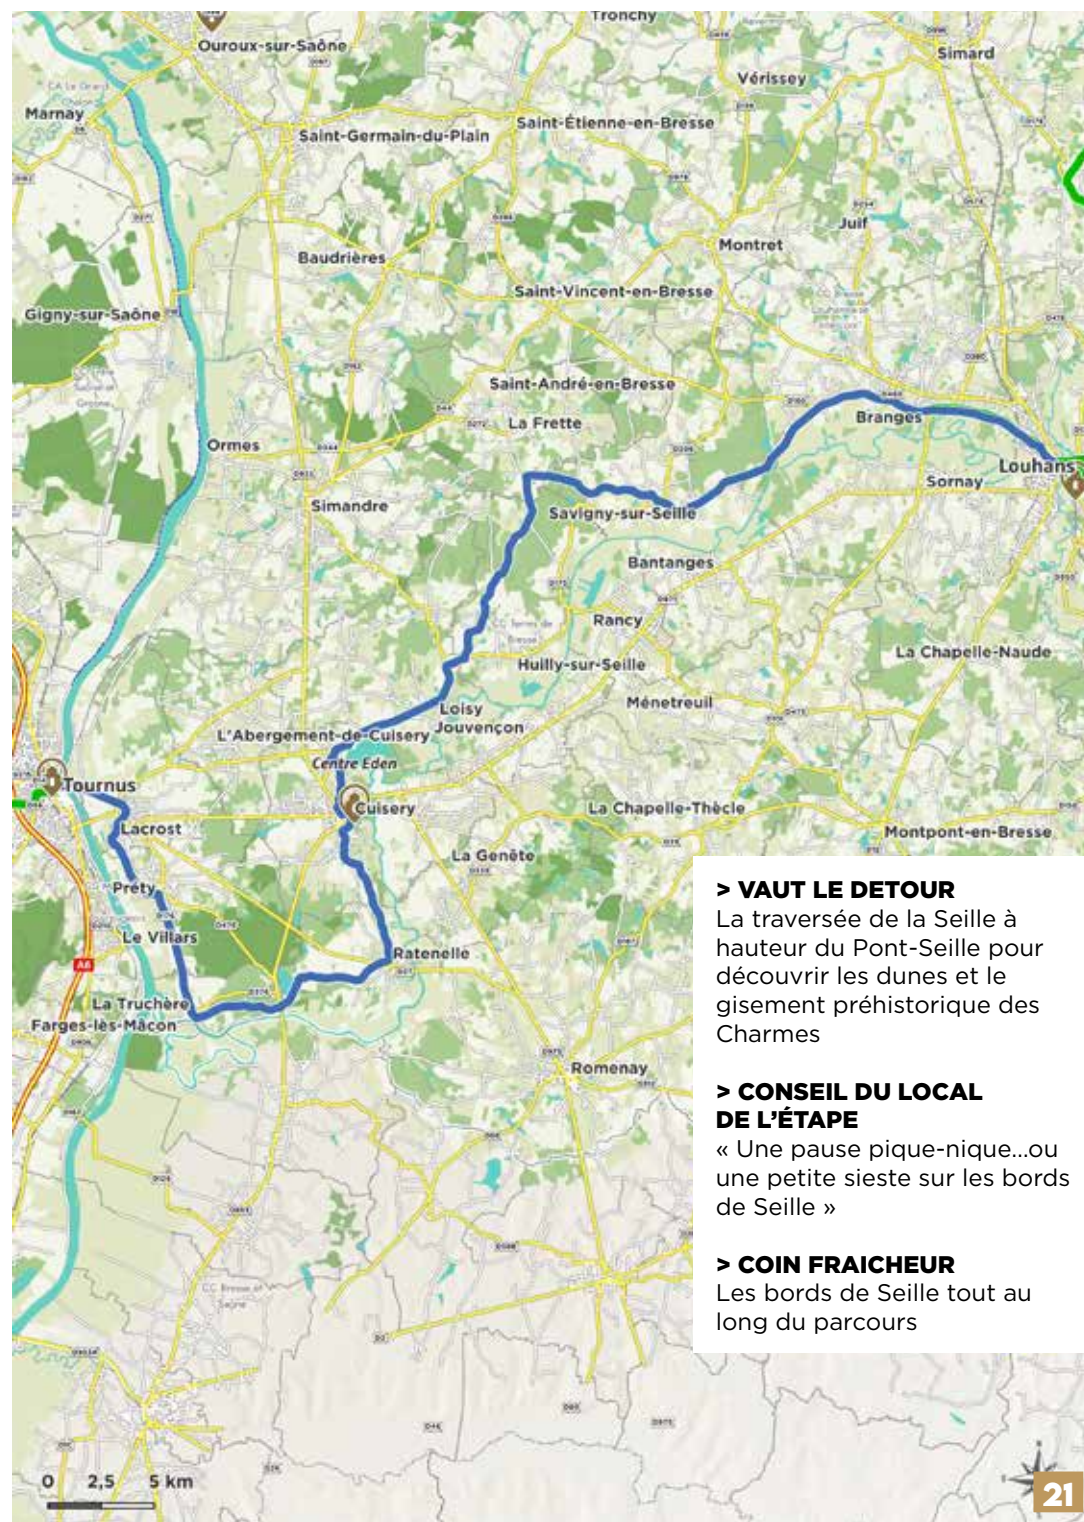 Tronchy
Ouroux-sur-Saône
Simard
Vérissey
Marnay
Saint-Germain-du-Plain
Saint-Étienne-en-Bresse
Juif
Montret
Baudrières
Saint-Vincent-en-Bresse
Gigny-sur-Saône
Saint-André-en-Bresse
La Frette
Branges
Ormes
Louhans
Sornay
Simandre
Savigny-sur-Seille
Bantanges
Rancy
Huilly-sur-Seille
La Chapelle-Naude
Ménetreuil
Loisy
Jouvençon
L'Abergement-de-Cuisery
Centre Eden
Tournus
Cuisery
La Chapelle-Thècle
Lacrost
Montpont-en-Bresse
La Genête
Préty
Le Villars
Ratenelle
A6
La Truchère
Farges-lès-Mâcon
Romenay
> VAUT LE DETOUR
La traversée de la Seille à
hauteur du Pont-Seille pour
découvrir les dunes et le
gisement préhistorique des
Charmes
> CONSEIL DU LOCAL
DE L'ÉTAPE
« Une pause pique-nique...ou
une petite sieste sur les bords
de Seille »
> COIN FRAICHEUR
Les bords de Seille tout au
long du parcours
0 2,5 5 km
21